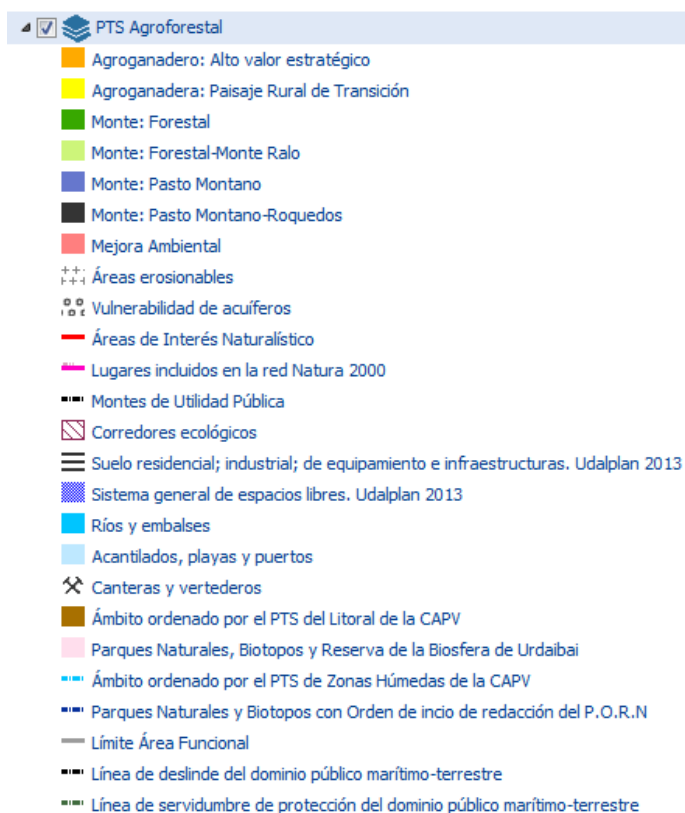 PTS Agroforestal
Agroganadero: Alto valor estratégico
Agroganadera: Paisaje Rural de Transición
Monte: Forestal
Monte: Forestal-Monte Ralo
Monte: Pasto Montano
Monte: Pasto Montano-Roquedos
Mejora Ambiental
Áreas erosionables
Vulnerabilidad de acuíferos
Áreas de Interés Naturalístico
Lugares incluidos en la red Natura 2000
Montes de Utilidad Pública
Corredores ecológicos
Suelo residencial; industrial; de equipamiento e infraestructuras. Udalplan 2013
Sistema general de espacios libres. Udalplan 2013
Ríos y embalses
Acantilados, playas y puertos
Canteras y vertederos
Ámbito ordenado por el PTS del Litoral de la CAPV
Parques Naturales, Biotopos y Reserva de la Biosfera de Urdaibai
Ámbito ordenado por el PTS de Zonas Húmedas de la CAPV
Parques Naturales y Biotopos con Orden de incio de redacción del P.O.R.N
Límite Área Funcional
Línea de deslinde del dominio público marítimo-terrestre
Línea de servidumbre de protección del dominio público marítimo-terrestre